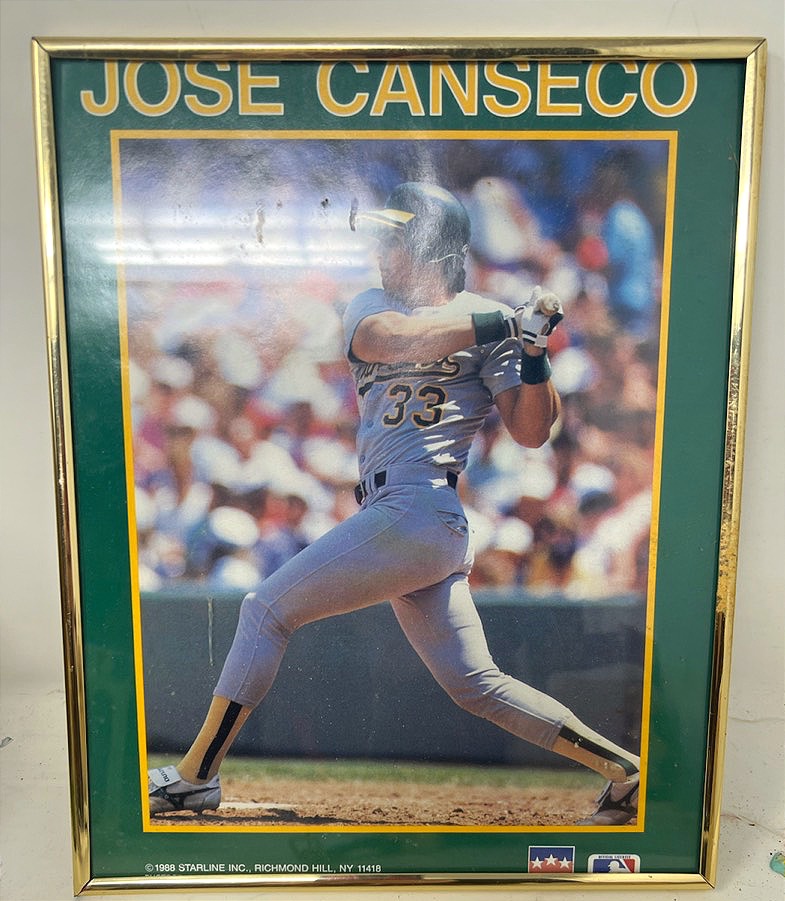 JOSE CANSECO
33
©1988 STARLINE INC., RICHMOND HILL, NY 11418